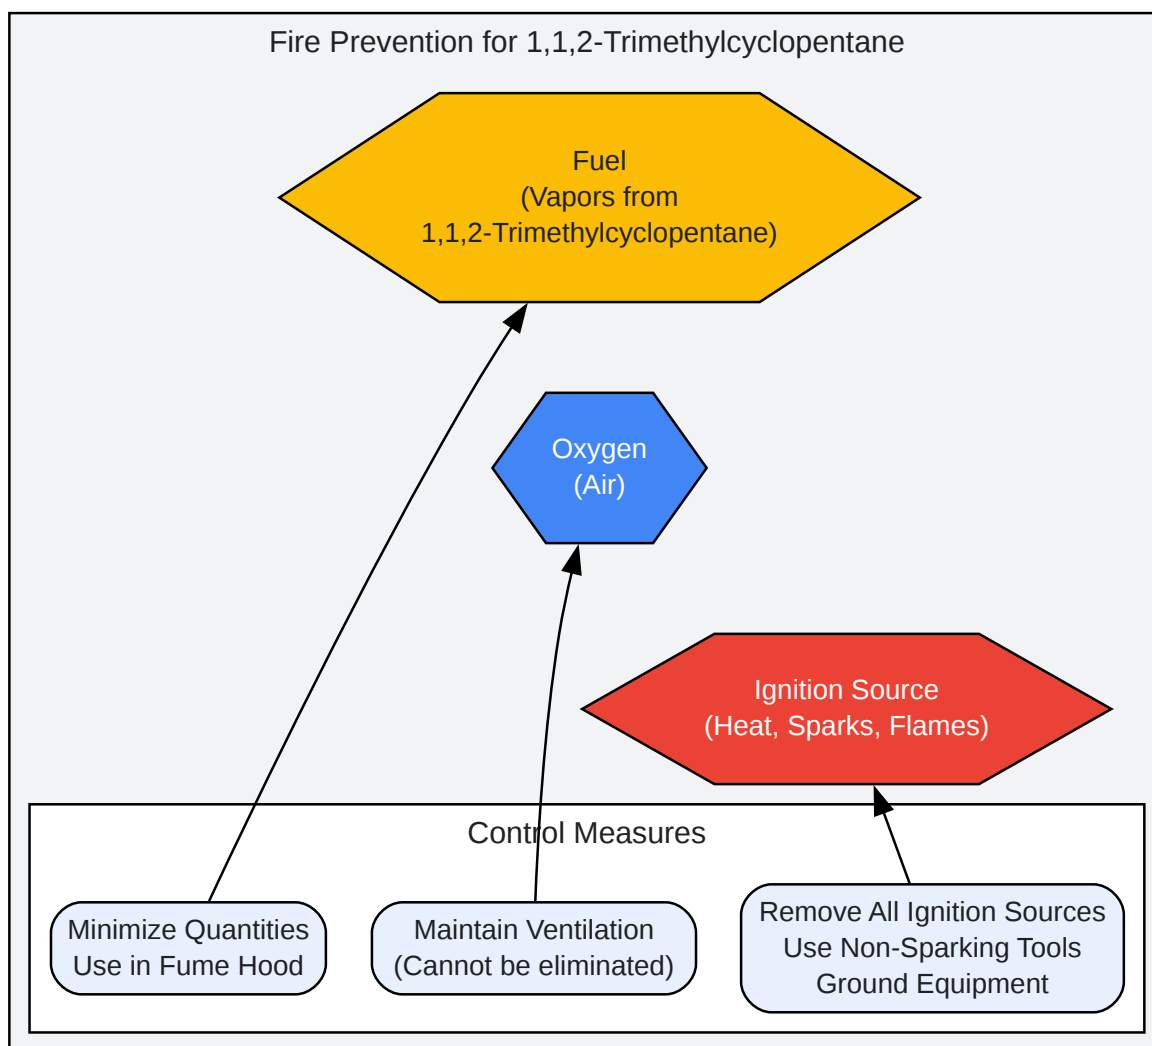 Fire Prevention for 1,1,2-Trimethylcyclopentane
Fuel
(Vapors from
1,1,2-Trimethylcyclopentane)
Oxygen
(Air)
Ignition Source
(Heat, Sparks, Flames)
Control Measures
Minimize Quantities
Use in Fume Hood
Maintain Ventilation
(Cannot be eliminated)
Remove All Ignition Sources
Use Non-Sparking Tools
Ground Equipment